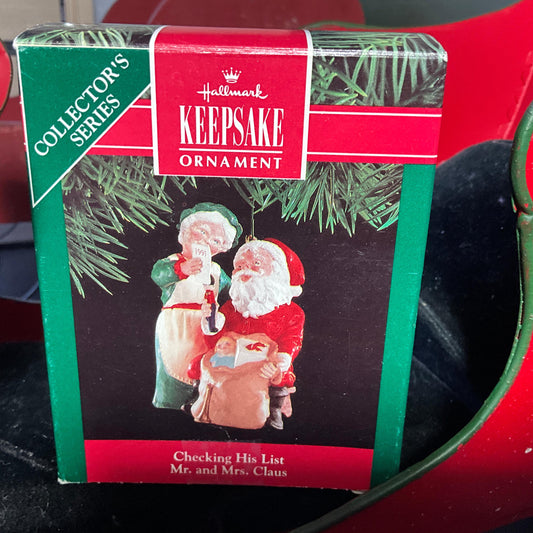 COLLECTOR'S
SERIES
Hallmark
KEEPSAKE
ORNAMENT
Checking His List
Mr. and Mrs. Claus